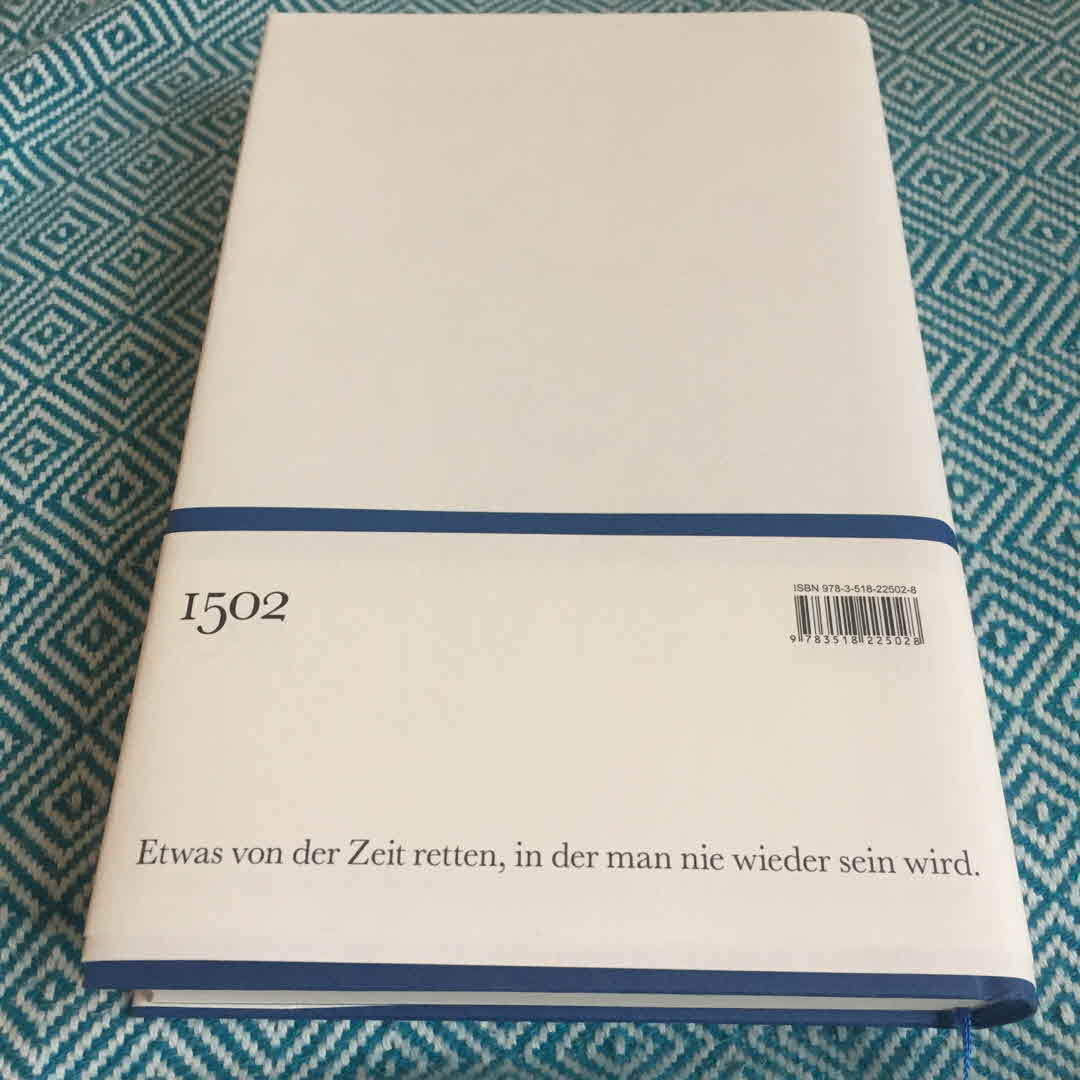 1502
ISBN 978-3-518-22502-8
9 783518 225028
Etwas von der Zeit retten, in der man nie wieder sein wird.